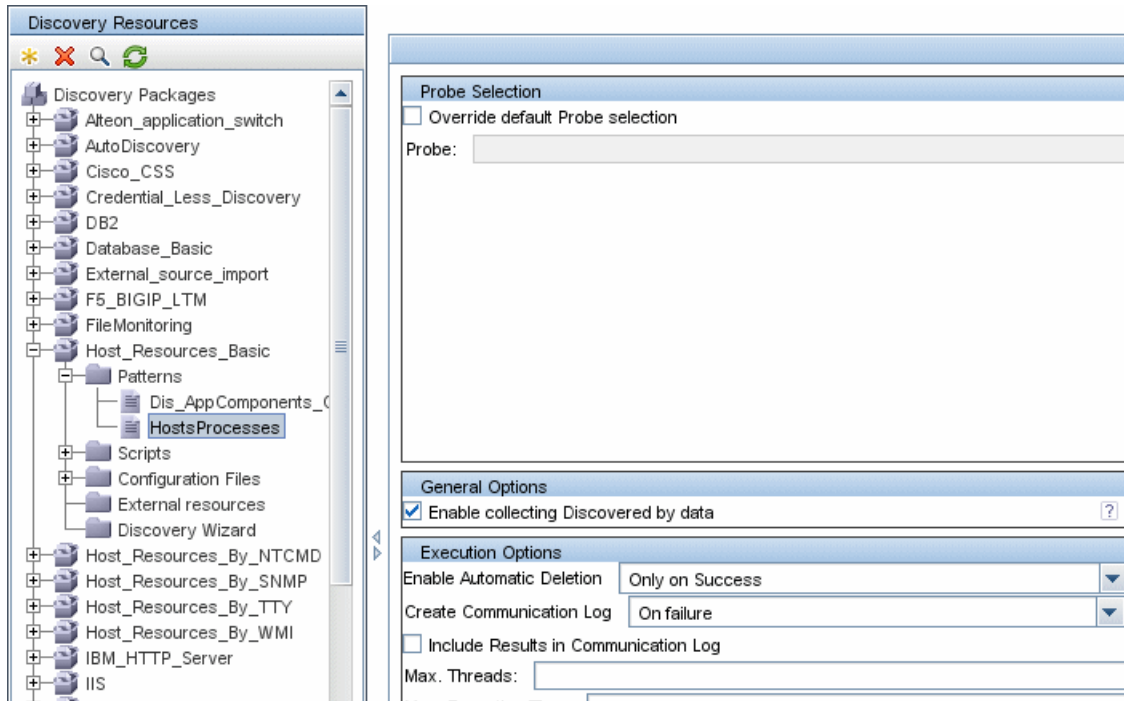 Discovery Resources
Discovery Packages
Alteon_application_switch
AutoDiscovery
Cisco_CSS
Credential_Less_Discovery
DB2
Database_Basic
External_source_import
F5_BIGIP_LTM
FileMonitoring
Host_Resources_Basic
Patterns
Dis_AppComponents_
HostsProcesses
Scripts
Configuration Files
External resources
Discovery Wizard
Host_Resources_By_NTCMD
Host_Resources_By_SNMP
Host_Resources_By_TTY
Host_Resources_By_WMI
IBM_HTTP_Server
IIS
Probe Selection
Override default Probe selection
Probe:
General Options
Enable collecting Discovered by data
?
Execution Options
Enable Automatic Deletion Only on Success
Create Communication Log On failure
Include Results in Communication Log
Max. Threads: